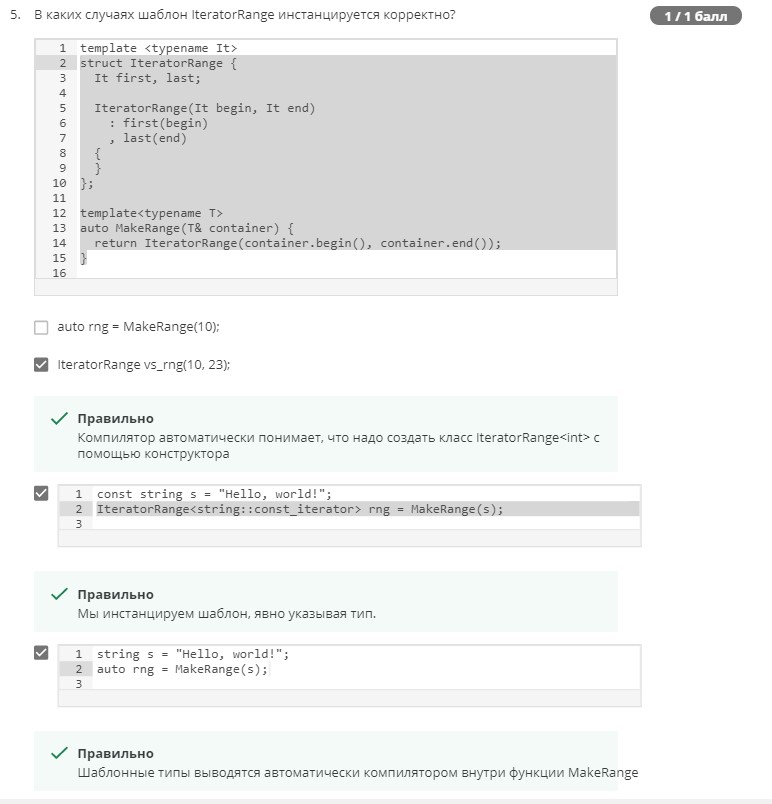 5. В каких случаях шаблон IteratorRange инстанцируется корректно?
1 / 1 балл
1 template <typename It>
2 struct IteratorRange {
3 It first, last;
4
5 IteratorRange(It begin, It end)
6 : first(begin)
7 , last(end)
8 {
9 }
10 };
11
12 template<typename T>
13 auto MakeRange(T& container) {
14 return IteratorRange(container.begin(), container.end());
15 }
16
auto rng = MakeRange(10);
IteratorRange vs_rng(10, 23);
Правильно
Компилятор автоматически понимает, что надо создать класс IteratorRange<int> с
помощью конструктора
1 const string s = "Hello, world!";
2 IteratorRange<string::const_iterator> rng = MakeRange(s);
3
Правильно
Мы инстанцируем шаблон, явно указывая тип.
1 string s = "Hello, world!";
2 auto rng = MakeRange(s);
3
Правильно
Шаблонные типы выводятся автоматически компилятором внутри функции MakeRange